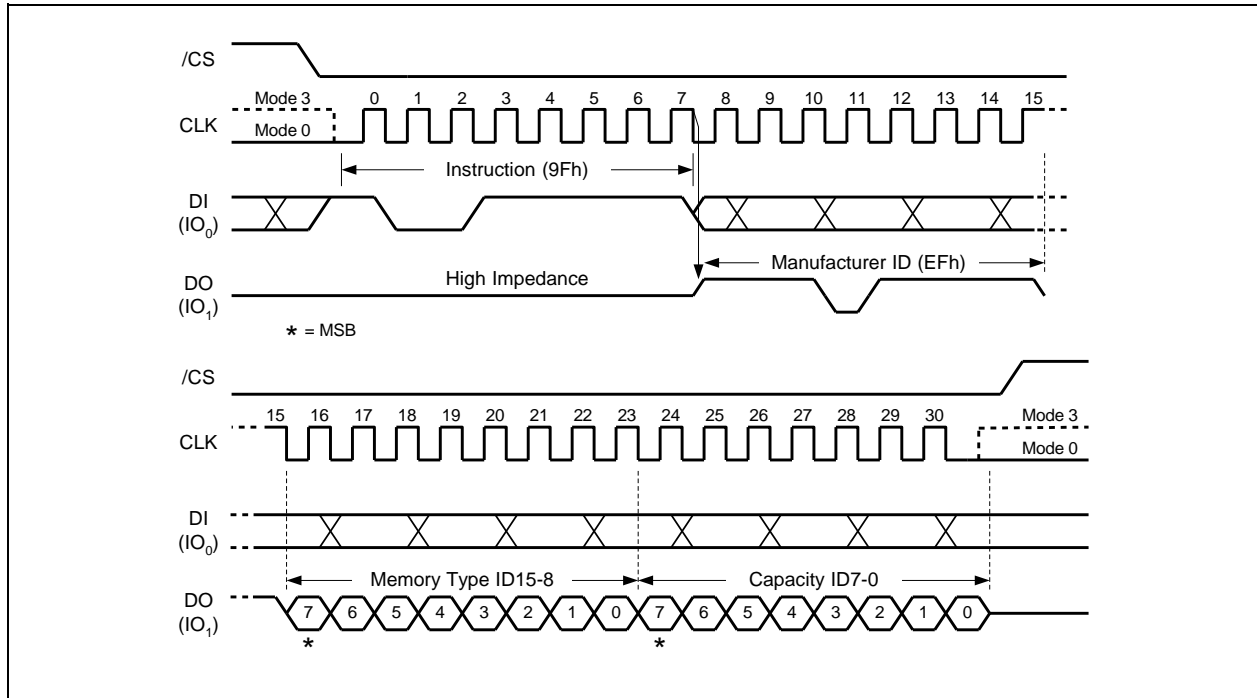 /CS
Mode 3 0 1 2 3 4 5 6 7 8 9 10 11 12 13 14 15
CLK
Mode 0
Instruction (9Fh)
DI
(IO0)
Manufacturer ID (EFh)
High Impedance
DO
(IO1)
* = MSB
/CS
15 16 17 18 19 20 21 22 23 24 25 26 27 28 29 30 Mode 3
CLK
Mode 0
DI
(IO0)
Memory Type ID15-8 Capacity ID7-0
DO
(IO1)
7 6 5 4 3 2 1 0 7 6 5 4 3 2 1 0
* *